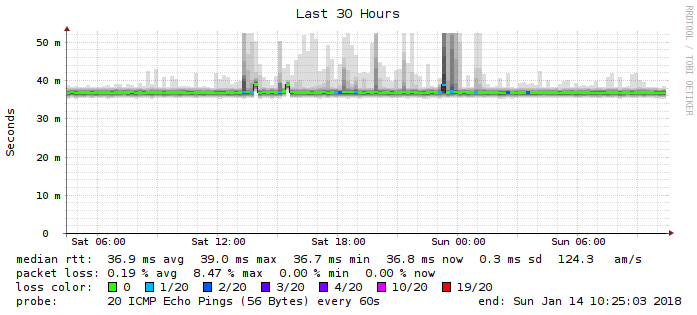 Last 30 Hours
RRDTOOL / TOBI OETIKER
Seconds
50 m
40 m
30 m
20 m
10 m
0
Sat 06:00 Sat 12:00 Sat 18:00 Sun 00:00 Sun 06:00
median rtt: 36.9 ms avg 39.0 ms max 36.7 ms min 36.8 ms now 0.3 ms sd 124.3 am/s
packet loss: 0.19 % avg 8.47 % max 0.00 % min 0.00 % now
loss color: 0 1/20 2/20 3/20 4/20 10/20 19/20
probe: 20 ICMP Echo Pings (56 Bytes) every 60s end: Sun Jan 14 10:25:03 2018